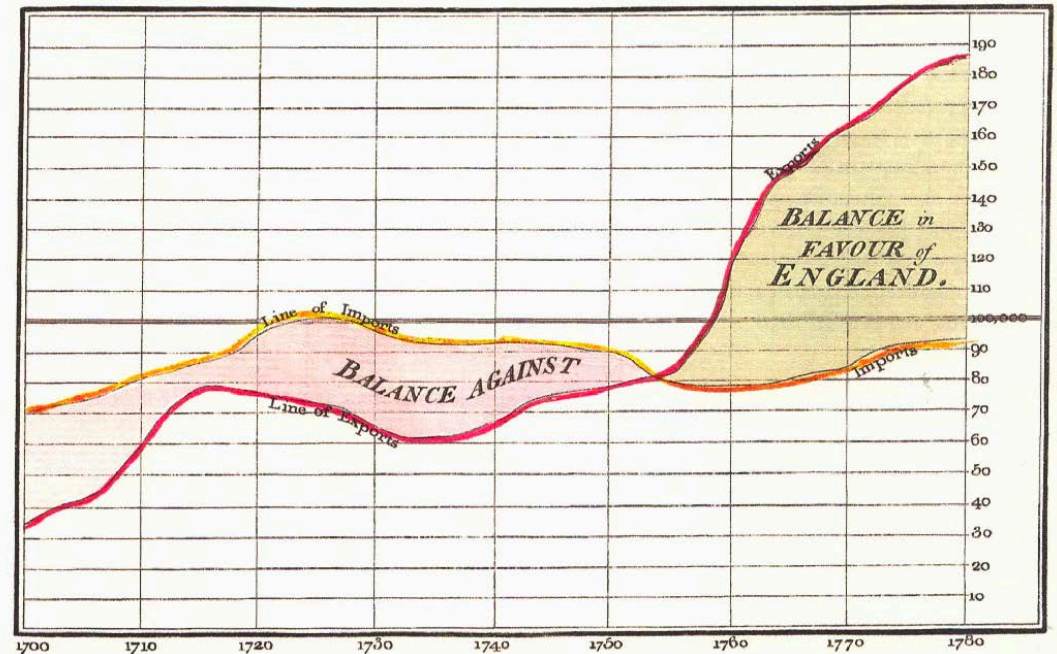 190
180
170
160
150
140
130
120
110
100,000
90
80
70
60
50
40
30
20
10
Exports
BALANCE in
FAVOUR of
ENGLAND.
Line of Imports
BALANCE AGAINST
Imports
Line of Exports
1700 1710 1720 1730 1740 1750 1760 1770 1780